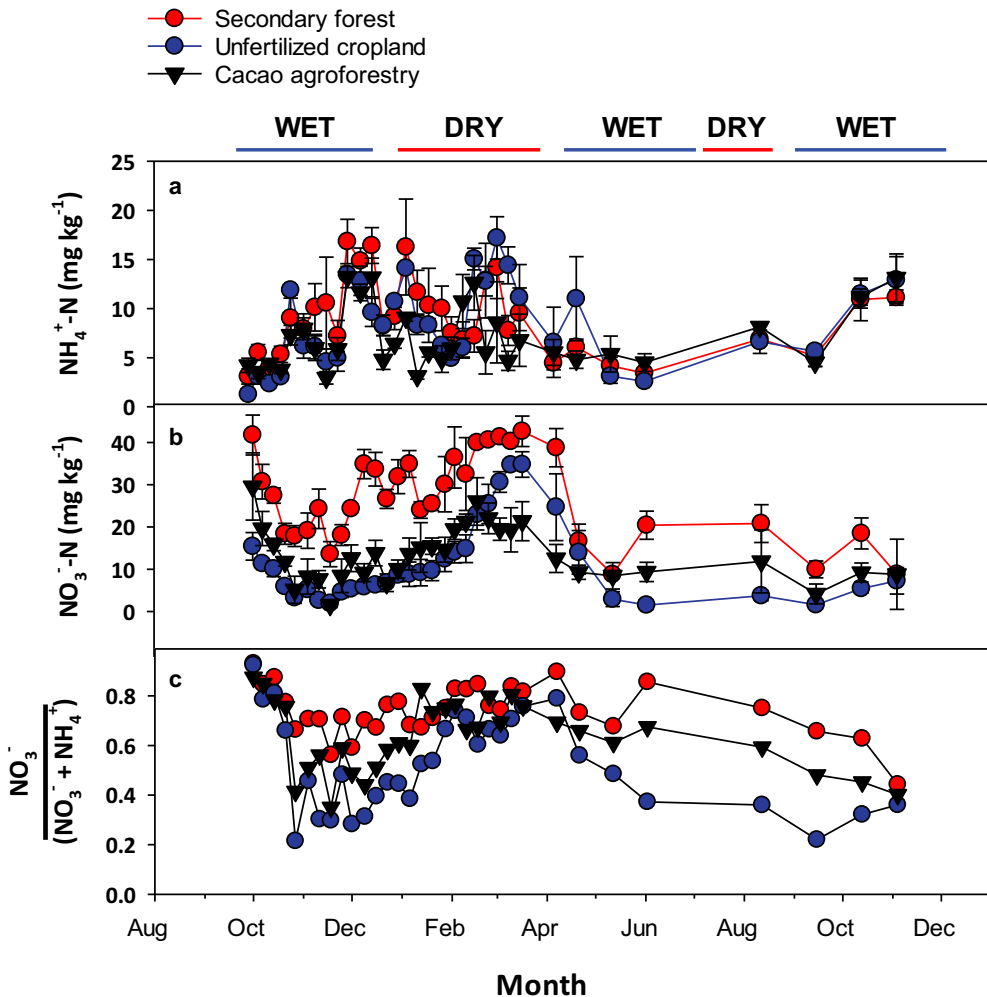 Secondary forest
Unfertilized cropland
Cacao agroforestry
WET DRY WET DRY WET
a
25
20
15
10
5
0
NH₄⁺-N (mg kg⁻¹)
b
40
30
20
10
0
NO₃⁻-N (mg kg⁻¹)
c
0.8
0.6
0.4
0.2
0.0
NO₃⁻
(NO₃⁻ + NH₄⁺)
Aug Oct Dec Feb Apr Jun Aug Oct Dec
Month